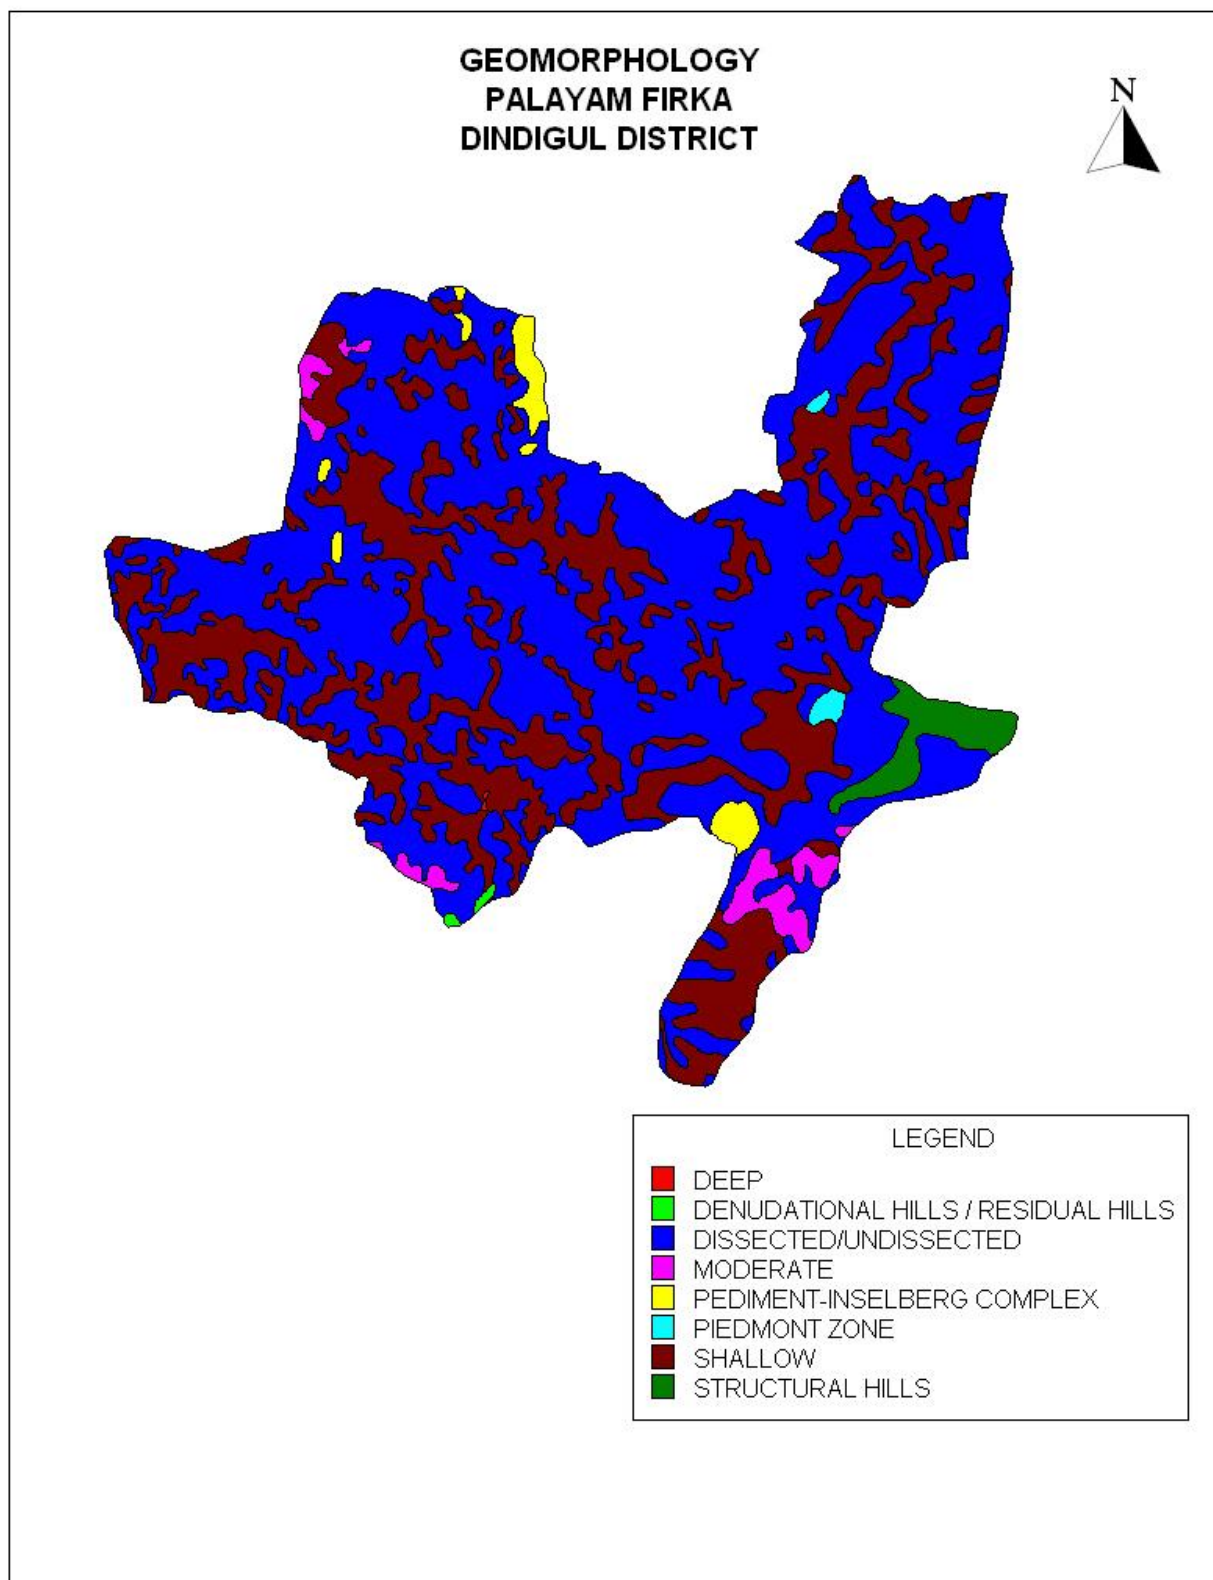 GEOMORPHOLOGY
PALAYAM FIRKA
DINDIGUL DISTRICT
N
LEGEND
DEEP
DENUDATIONAL HILLS / RESIDUAL HILLS
DISSECTED/UNDISSECTED
MODERATE
PEDIMENT-INSELBERG COMPLEX
PIEDMONT ZONE
SHALLOW
STRUCTURAL HILLS